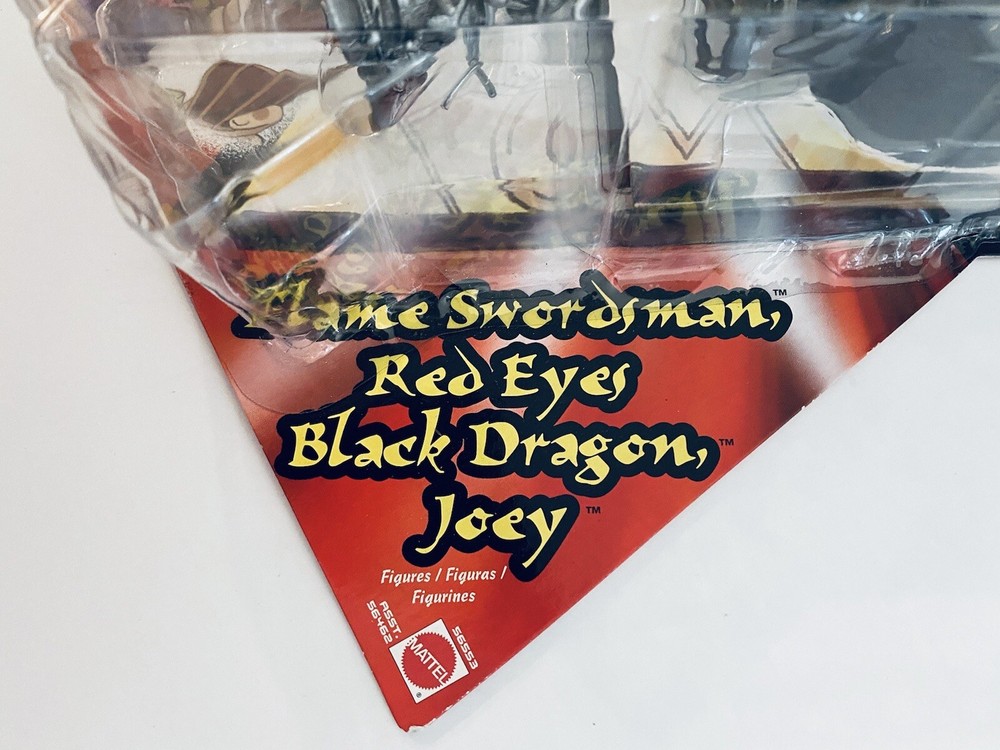 Flame Swordsman,™
Red Eyes
Black Dragon,™
Joey™
Figures / Figuras /
Figurines
ASST.
56462
MATTEL
®
56553